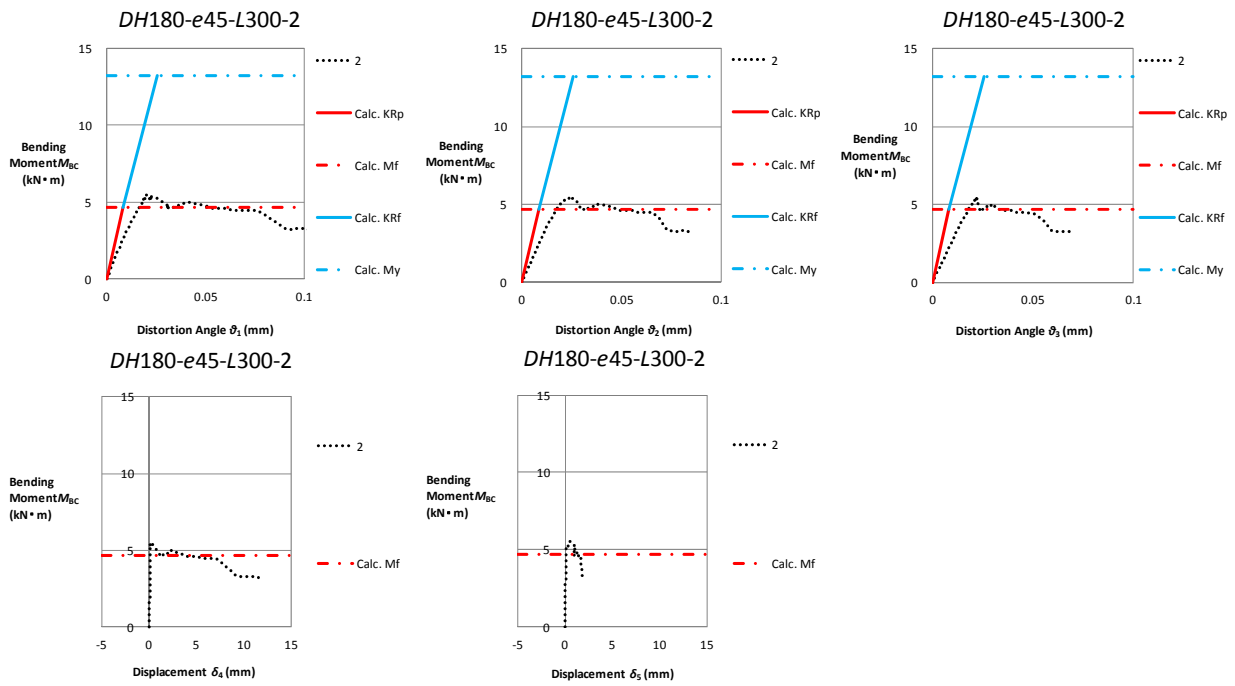 DH180-e45-L300-2
15
10
5
0
0
0.05
0.1
Bending
MomentMBC
(kN・m)
Distortion Angle ϑ1 (mm)
2
Calc. KRp
Calc. Mf
Calc. KRf
Calc. My
DH180-e45-L300-2
15
10
5
0
0
0.05
0.1
Bending
MomentMBC
(kN・m)
Distortion Angle ϑ2 (mm)
2
Calc. KRp
Calc. Mf
Calc. KRf
Calc. My
DH180-e45-L300-2
15
10
5
0
0
0.05
0.1
Bending
MomentMBC
(kN・m)
Distortion Angle ϑ3 (mm)
2
Calc. KRp
Calc. Mf
Calc. KRf
Calc. My
DH180-e45-L300-2
15
10
5
0
-5
0
5
10
15
Bending
MomentMBC
(kN・m)
Displacement δ4 (mm)
2
Calc. Mf
DH180-e45-L300-2
15
10
5
0
-5
0
5
10
15
Bending
MomentMBC
(kN・m)
Displacement δ5 (mm)
2
Calc. Mf